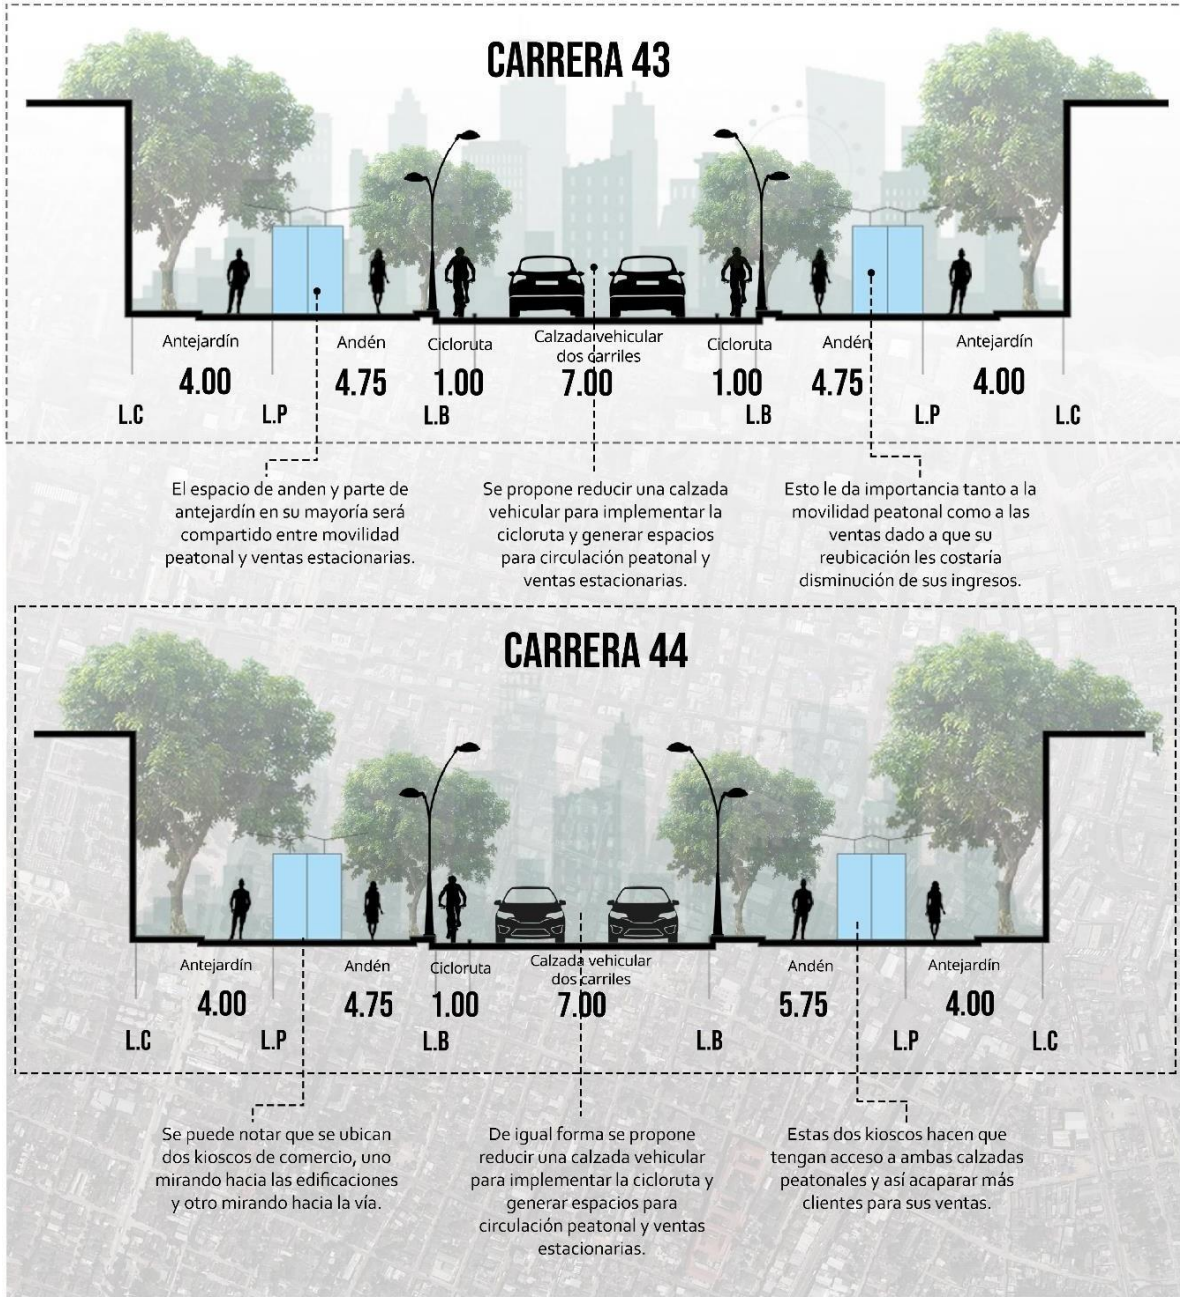 CARRERA 43
Antejardín Andén Cicloruta Calzada vehicular Cicloruta Andén Antejardín
dos carriles
4.00 4.75 1.00 7.00 1.00 4.75 4.00
L.C L.P L.B L.B L.P L.C
El espacio de anden y parte de
antejardín en su mayoría será
compartido entre movilidad
peatonal y ventas estacionarias.
Se propone reducir una calzada
vehicular para implementar la
cicloruta y generar espacios
para circulación peatonal y
ventas estacionarias.
Esto le da importancia tanto a la
movilidad peatonal como a las
ventas dado a que su
reubicación les costaría
disminución de sus ingresos.
CARRERA 44
Antejardín Andén Cicloruta Calzada vehicular Andén Antejardín
dos carriles
4.00 4.75 1.00 7.00 5.75 4.00
L.C L.P L.B L.B L.P L.C
Se puede notar que se ubican
dos kioscos de comercio, uno
mirando hacia las edificaciones
y otro mirando hacia la vía.
De igual forma se propone
reducir una calzada vehicular
para implementar la cicloruta y
generar espacios para
circulación peatonal y ventas
estacionarias.
Estas dos kioscos hacen que
tengan acceso a ambas calzadas
peatonales y así acaparar más
clientes para sus ventas.